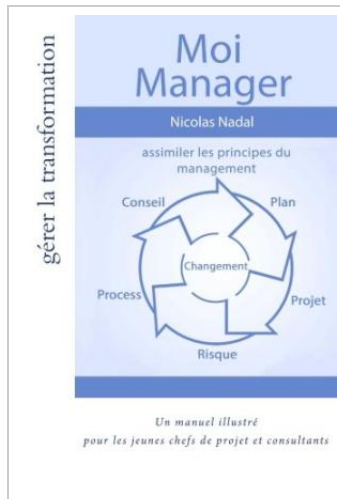 gérer la transformation
Moi
Manager
Nicolas Nadal
assimiler les principes du
management
Conseil
Plan
Changement
Process
Projet
Risque
Un manuel illustré
pour les jeunes chefs de projet et consultants